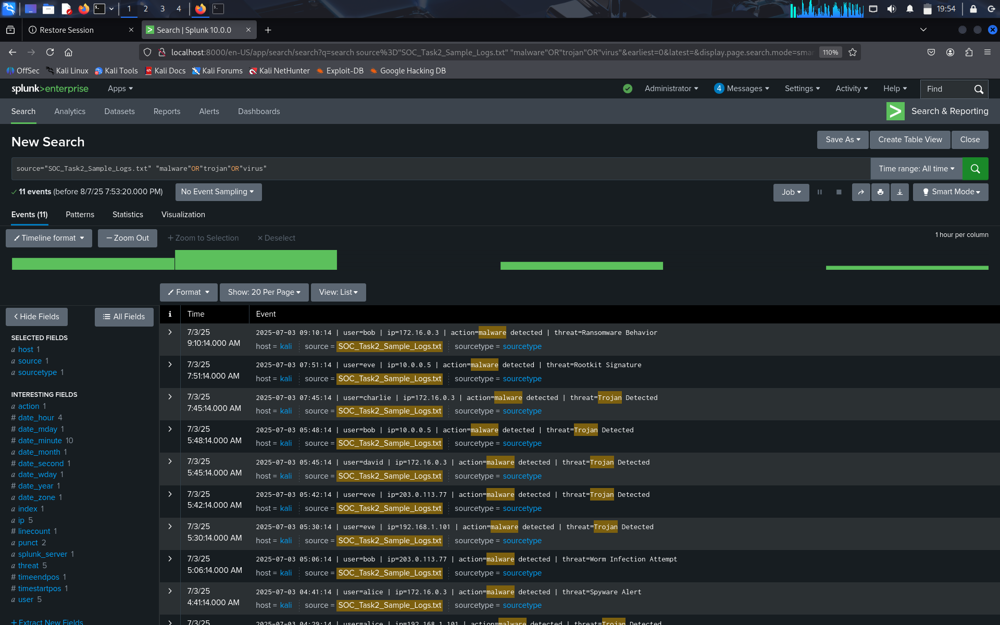 1 2 3 4 19:54
Restore Session
Search | Splunk 10.0.0
localhost:8000/en-US/app/search/search?q=search source%3D"SOC_Task2_Sample_Logs.txt" "malware"OR"trojan"OR"virus"&earliest=0&latest=&display.page.search.mode=smar 110%
OffSec Kali Linux Kali Tools Kali Docs Kali Forums Kali NetHunter Exploit-DB Google Hacking DB
splunk>enterprise Apps Administrator 4 Messages Settings Activity Help Find
Search Analytics Datasets Reports Alerts Dashboards Search & Reporting
New Search Save As Create Table View Close
source="SOC_Task2_Sample_Logs.txt" "malware"OR"trojan"OR"virus" Time range: All time
11 events (before 8/7/25 7:53:20.000 PM) No Event Sampling Job Smart Mode
Events (11) Patterns Statistics Visualization
Timeline format Zoom Out Zoom to Selection Deselect 1 hour per column
Format Show: 20 Per Page View: List
Hide Fields All Fields
SELECTED FIELDS
a host 1
a source 1
a sourcetype 1
INTERESTING FIELDS
a action 1
# date_hour 4
# date_mday 1
# date_minute 10
a date_month 1
# date_second 1
a date_wday 1
# date_year 1
a date_zone 1
a index 1
a ip 5
# linecount 1
a punct 2
a splunk_server 1
a threat 5
# timeendpos 1
# timestartpos 1
a user 5
+ Extract New Fields
i Time Event
7/3/25 2025-07-03 09:10:14 | user=bob | ip=172.16.0.3 | action=malware detected | threat=Ransomware Behavior
9:10:14.000 AM host = kali source = SOC_Task2_Sample_Logs.txt sourcetype = sourcetype
7/3/25 2025-07-03 07:51:14 | user=eve | ip=10.0.0.5 | action=malware detected | threat=Rootkit Signature
7:51:14.000 AM host = kali source = SOC_Task2_Sample_Logs.txt sourcetype = sourcetype
7/3/25 2025-07-03 07:45:14 | user=charlie | ip=172.16.0.3 | action=malware detected | threat=Trojan Detected
7:45:14.000 AM host = kali source = SOC_Task2_Sample_Logs.txt sourcetype = sourcetype
7/3/25 2025-07-03 05:48:14 | user=bob | ip=10.0.0.5 | action=malware detected | threat=Trojan Detected
5:48:14.000 AM host = kali source = SOC_Task2_Sample_Logs.txt sourcetype = sourcetype
7/3/25 2025-07-03 05:45:14 | user=david | ip=172.16.0.3 | action=malware detected | threat=Trojan Detected
5:45:14.000 AM host = kali source = SOC_Task2_Sample_Logs.txt sourcetype = sourcetype
7/3/25 2025-07-03 05:42:14 | user=eve | ip=203.0.113.77 | action=malware detected | threat=Trojan Detected
5:42:14.000 AM host = kali source = SOC_Task2_Sample_Logs.txt sourcetype = sourcetype
7/3/25 2025-07-03 05:30:14 | user=eve | ip=192.168.1.101 | action=malware detected | threat=Trojan Detected
5:30:14.000 AM host = kali source = SOC_Task2_Sample_Logs.txt sourcetype = sourcetype
7/3/25 2025-07-03 05:06:14 | user=bob | ip=203.0.113.77 | action=malware detected | threat=Worm Infection Attempt
5:06:14.000 AM host = kali source = SOC_Task2_Sample_Logs.txt sourcetype = sourcetype
7/3/25 2025-07-03 04:41:14 | user=alice | ip=172.16.0.3 | action=malware detected | threat=Spyware Alert
4:41:14.000 AM host = kali source = SOC_Task2_Sample_Logs.txt sourcetype = sourcetype
7/3/25 2025-07-03 04:29:14 | user=alice | ip=192.168.1.101 | action=malware detected | threat=Trojan Detected